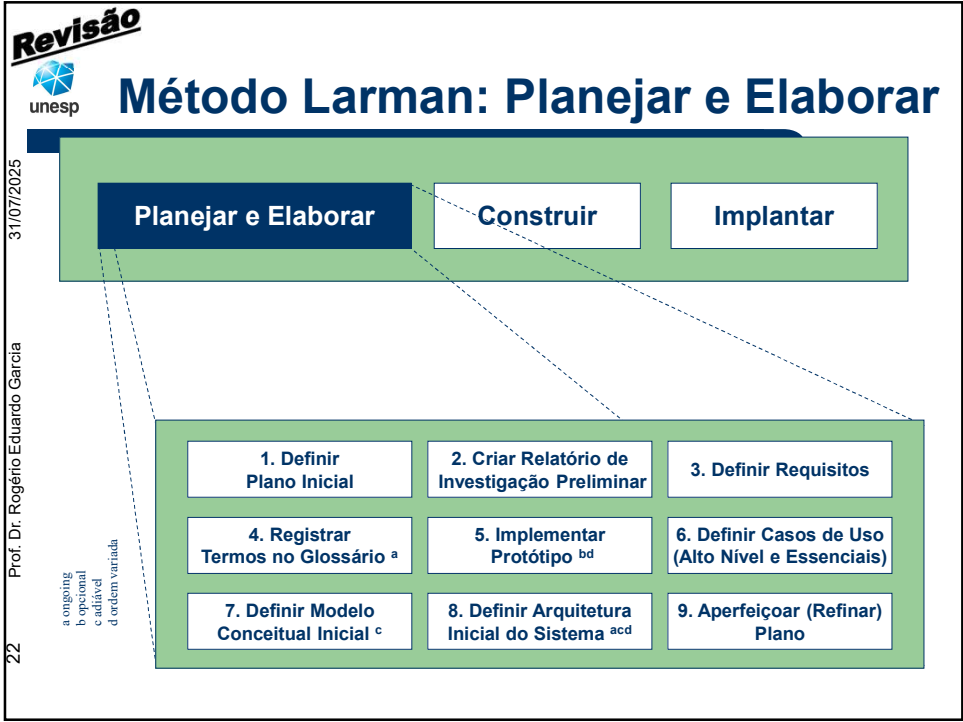 Revisão
unesp
Método Larman: Planejar e Elaborar
31/07/2025
Prof. Dr. Rogério Eduardo Garcia
22
Planejar e Elaborar
Construir
Implantar
1. Definir
Plano Inicial
2. Criar Relatório de
Investigação Preliminar
3. Definir Requisitos
4. Registrar
Termos no Glossário a
5. Implementar
Protótipo bd
6. Definir Casos de Uso
(Alto Nível e Essenciais)
7. Definir Modelo
Conceitual Inicial c
8. Definir Arquitetura
Inicial do Sistema acd
9. Aperfeiçoar (Refinar)
Plano
a ongoing
b opcional
c adiável
d ordem variada